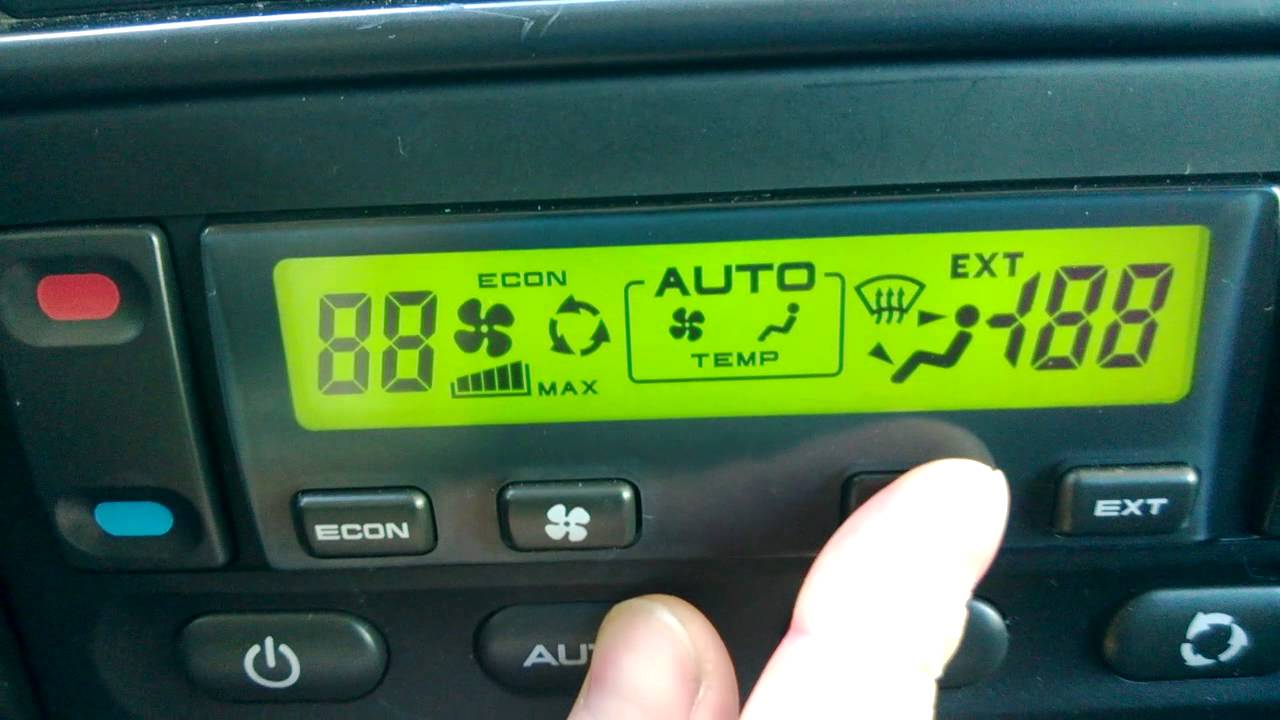 88 ECON AUTO EXT -188
MAX TEMP
ECON EXT
AUT